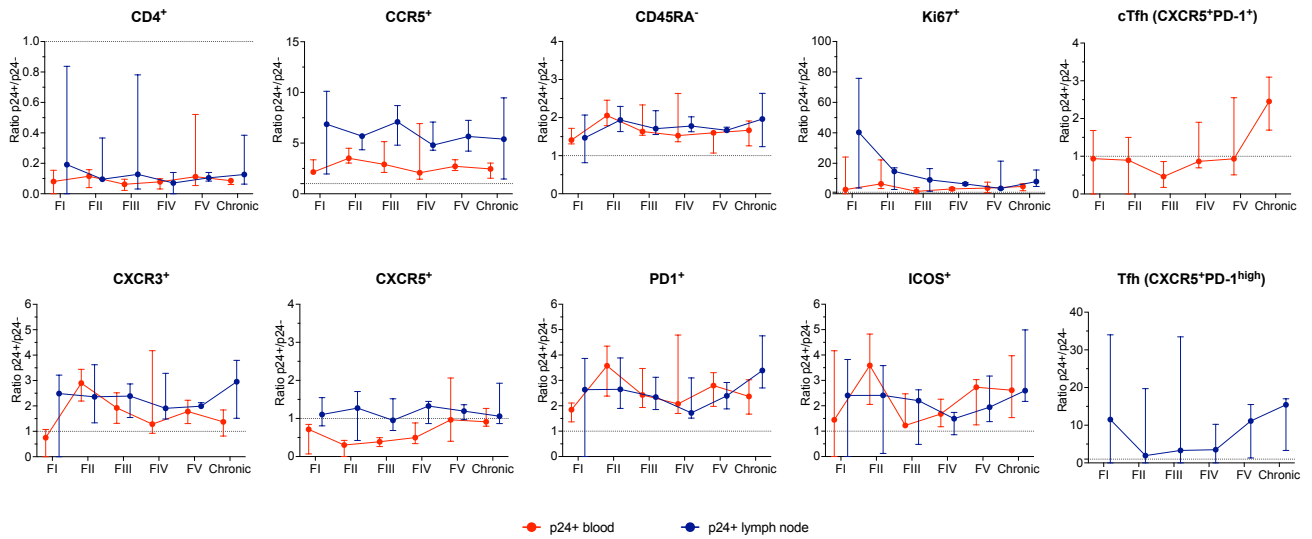 CD4+
CCR5+
CD45RA-
Ki67+
cTfh (CXCR5+PD-1+)
Ratio p24+/p24-
1.0
0.8
0.6
0.4
0.2
0.0
FI FII FIII FIV FV Chronic
Ratio p24+/p24-
15
10
5
0
FI FII FIII FIV FV Chronic
Ratio p24+/p24-
4
3
2
1
0
FI FII FIII FIV FV Chronic
Ratio p24+/p24-
100
80
60
40
20
0
FI FII FIII FIV FV Chronic
Ratio p24+/p24-
4
3
2
1
0
FI FII FIII FIV FV Chronic
CXCR3+
CXCR5+
PD1+
ICOS+
Tfh (CXCR5+PD-1high)
Ratio p24+/p24-
6
5
4
3
2
1
0
FI FII FIII FIV FV Chronic
Ratio p24+/p24-
4
3
2
1
0
FI FII FIII FIV FV Chronic
Ratio p24+/p24-
6
5
4
3
2
1
0
FI FII FIII FIV FV Chronic
Ratio p24+/p24-
6
5
4
3
2
1
0
FI FII FIII FIV FV Chronic
Ratio p24+/p24-
40
30
20
10
0
FI FII FIII FIV FV Chronic
p24+ blood
p24+ lymph node